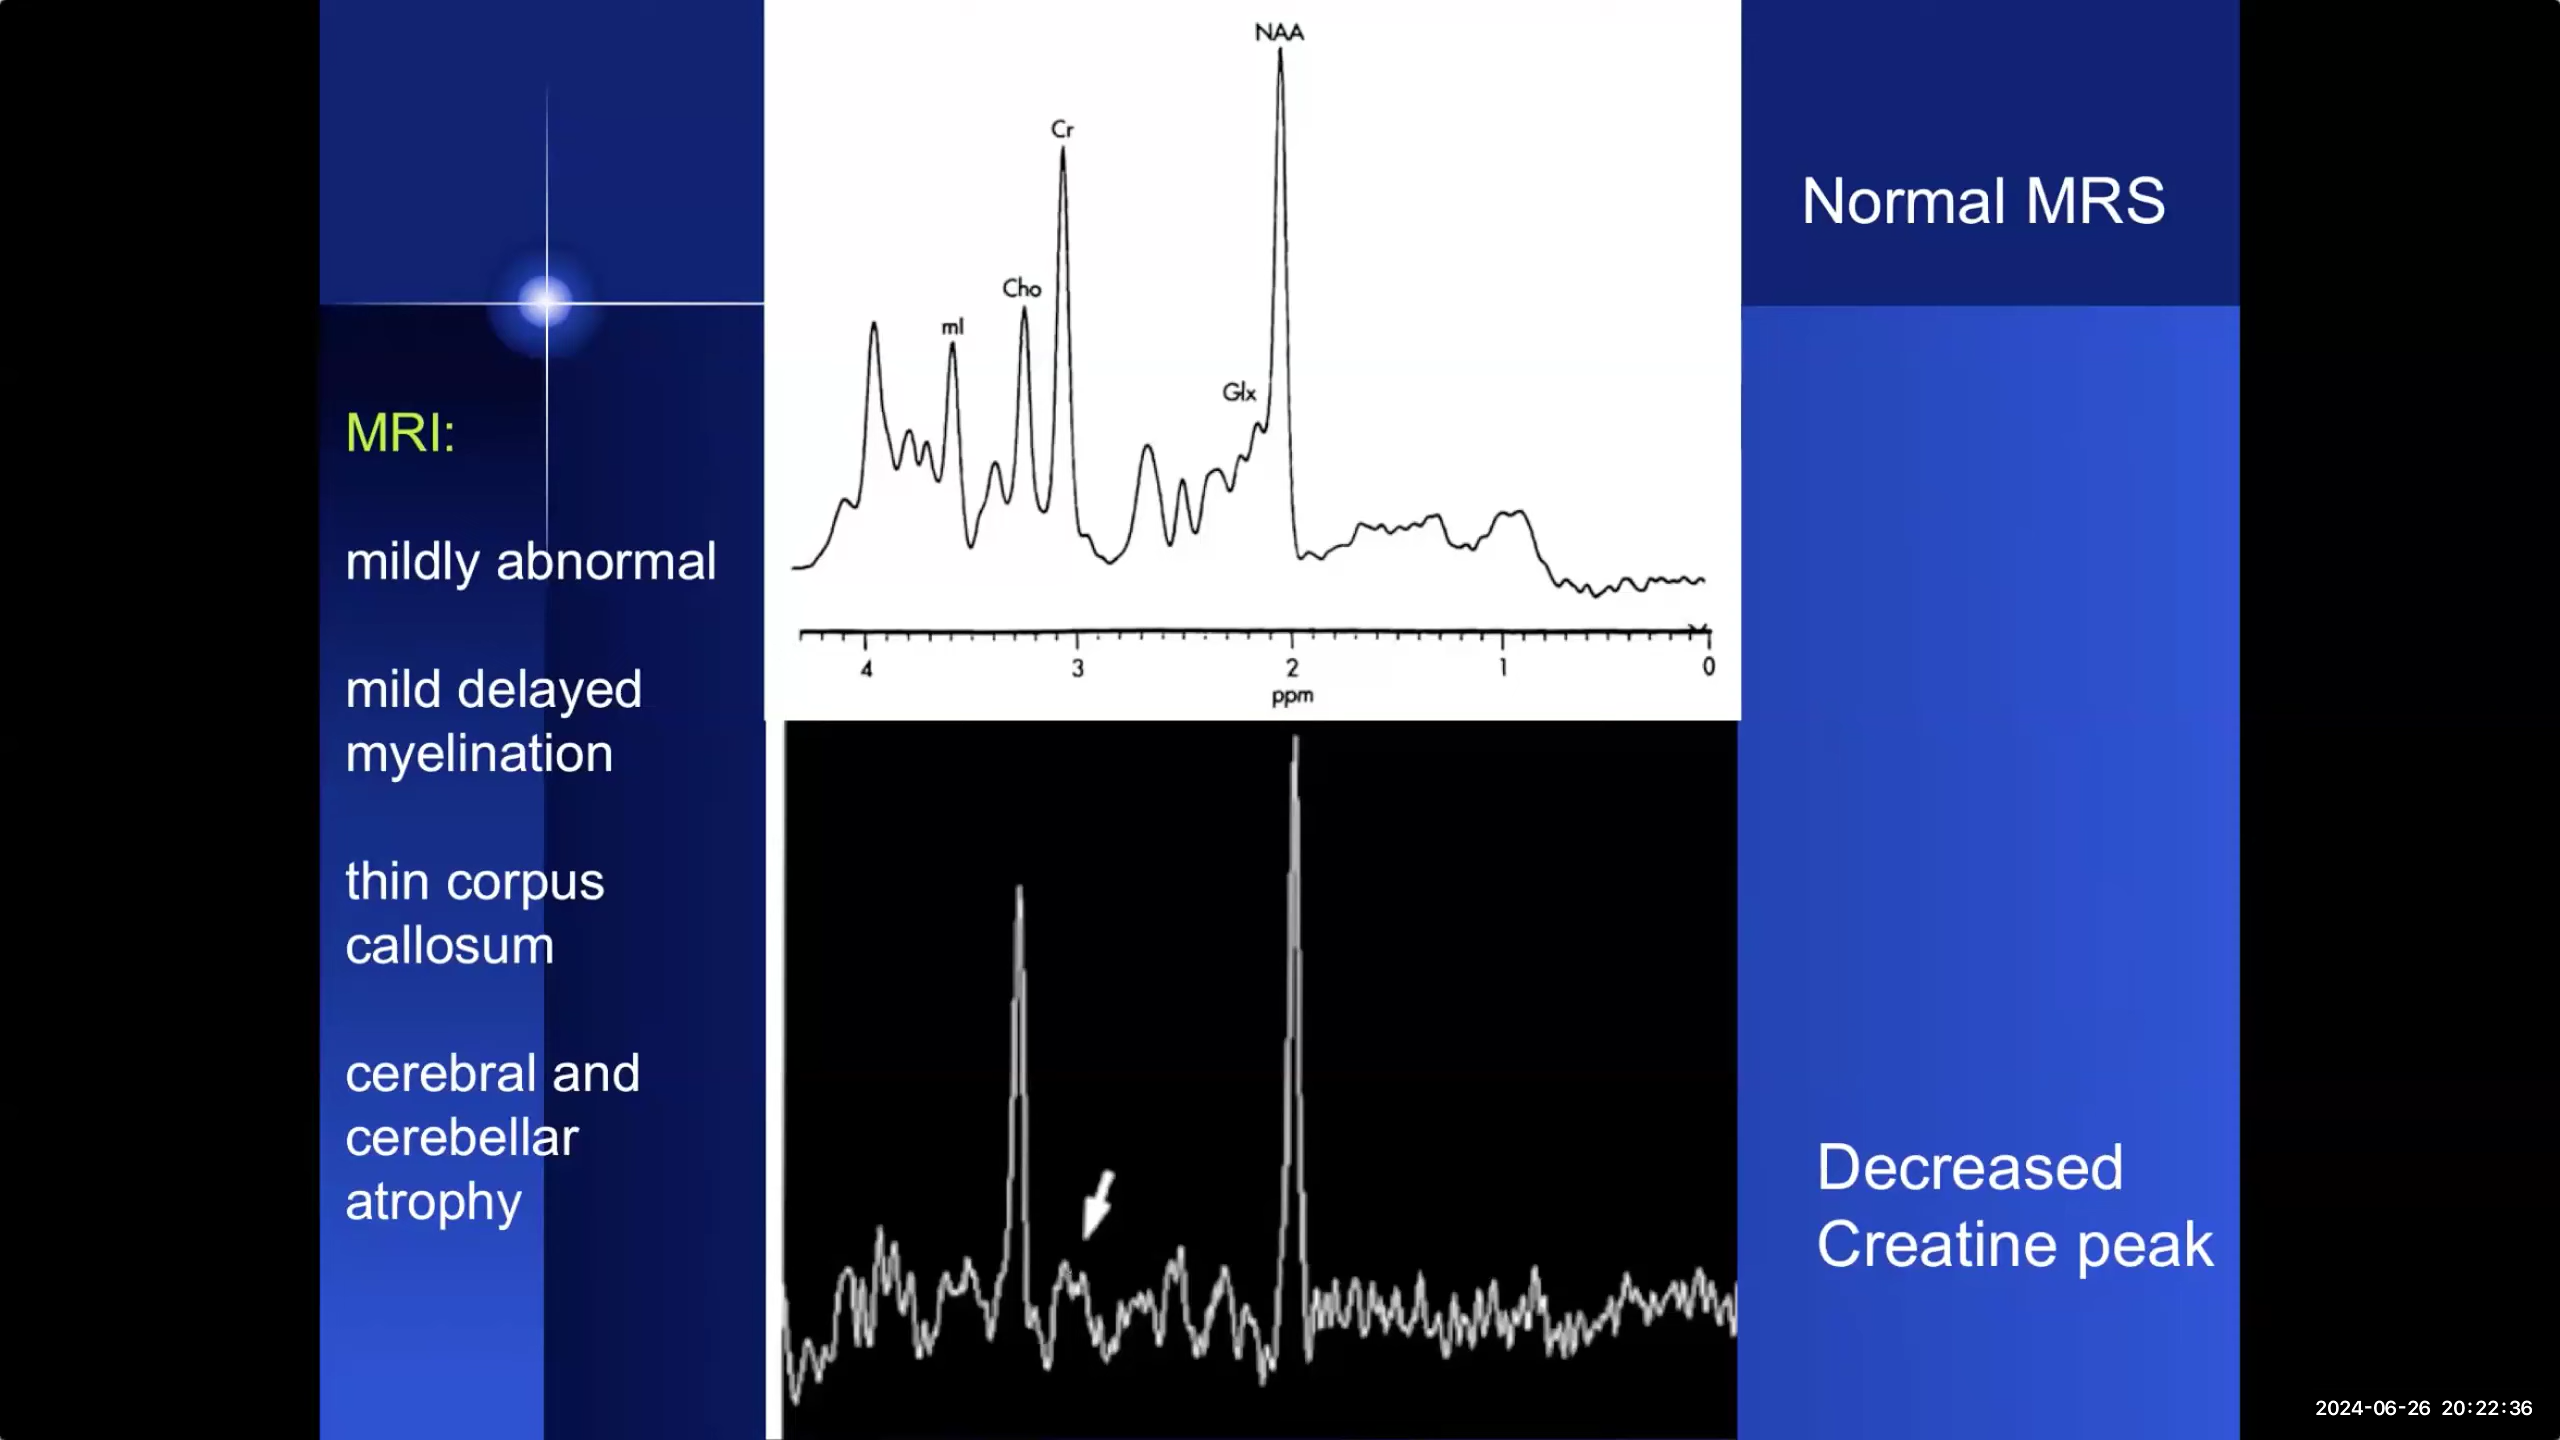 NAA
Cr
Cho
mI
Glx
4 3 2 1 0
ppm
Normal MRS
MRI:
mildly abnormal
mild delayed
myelination
thin corpus
callosum
cerebral and
cerebellar
atrophy
Decreased
Creatine peak
2024-06-26 20:22:36